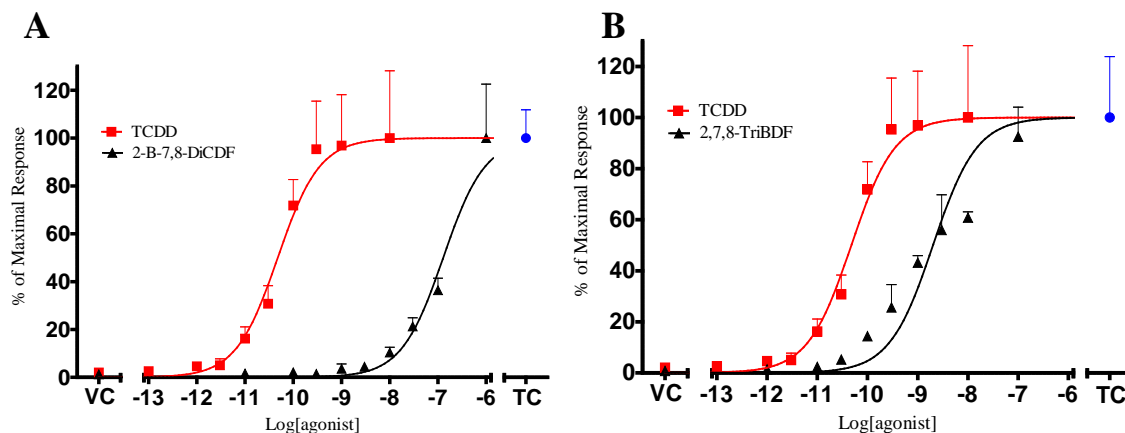 A
% of Maximal Response
120
100
80
60
40
20
0
TCDD
2-B-7,8-DiCDF
VC -13 -12 -11 -10 -9 -8 -7 -6 TC
Log[agonist]
B
% of Maximal Response
120
100
80
60
40
20
0
TCDD
2,7,8-TriBDF
VC -13 -12 -11 -10 -9 -8 -7 -6 TC
Log[agonist]